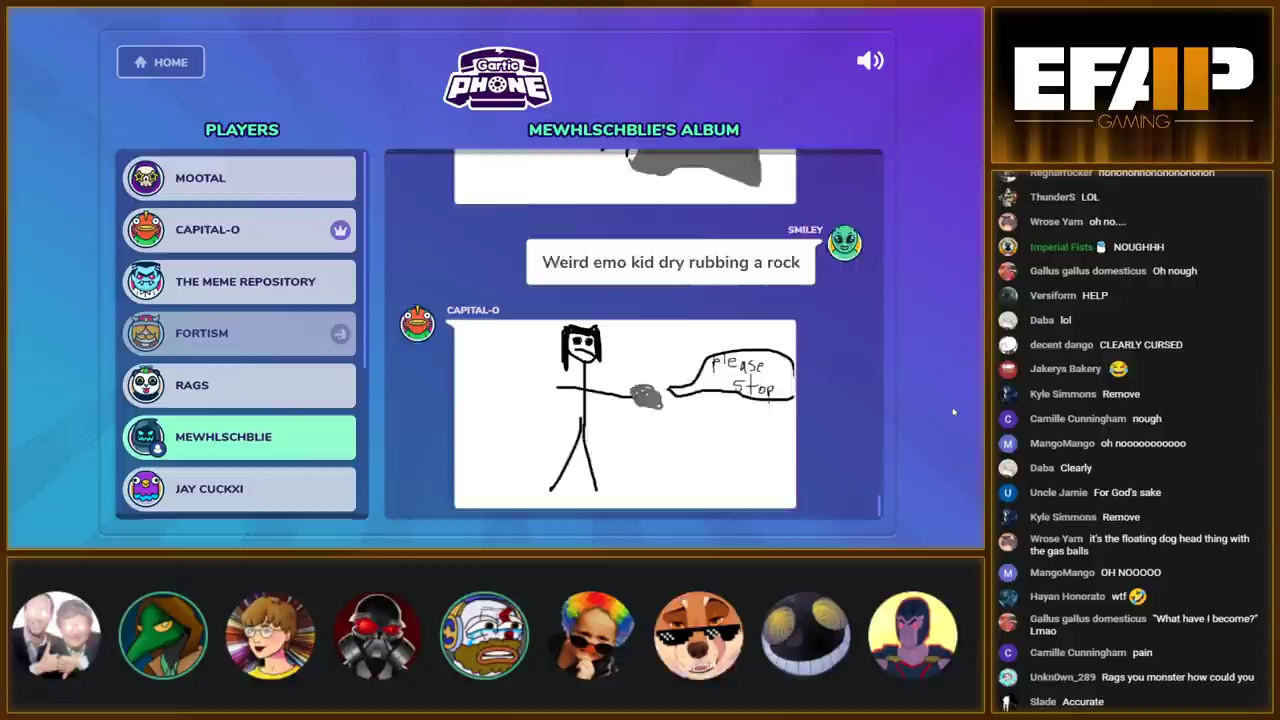 HOME
Gartic
PHONE
PLAYERS
MEWHLSCHBLIE'S ALBUM
MOOTAL
CAPITAL-O
THE MEME REPOSITORY
FORTISM
RAGS
MEWHLSCHBLIE
JAY CUCKXI
SMILEY
Weird emo kid dry rubbing a rock
CAPITAL-O
please
stop
EFAP
GAMING
ThunderS LOL
Wrose Yarn oh no....
Imperial Fists NOUGHHH
Gallus gallus domesticus Oh nough
Versiform HELP
Daba lol
decent dango CLEARLY CURSED
Jakerys Bakery 😂
Kyle Simmons Remove
C Camille Cunningham nough
M MangoMango oh nooooooooooo
Daba Clearly
U Uncle Jamie For God's sake
Kyle Simmons Remove
Wrose Yarn it's the floating dog head thing with
the gas balls
M MangoMango OH NOOOOO
Hayan Honorato wtf 🤣
Gallus gallus domesticus "What have I become?"
Lmao
C Camille Cunningham pain
Unkn0wn_289 Rags you monster how could you
Slade Accurate